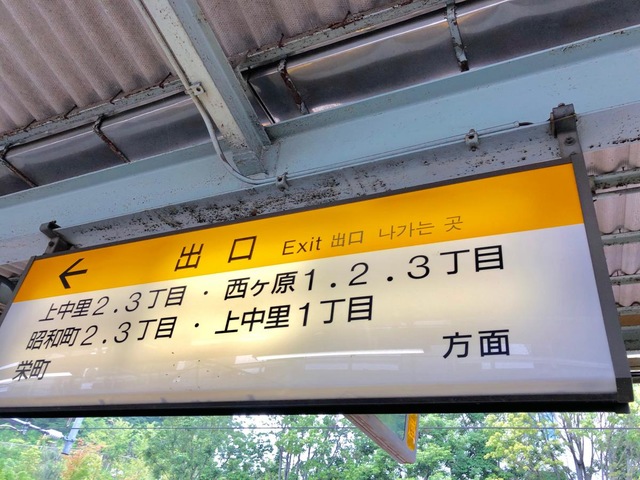 ← 出口 Exit 出口 나가는 곳
上中里2.3丁目・西ヶ原1.2.3丁目
昭和町2.3丁目・上中里1丁目
栄町 方面